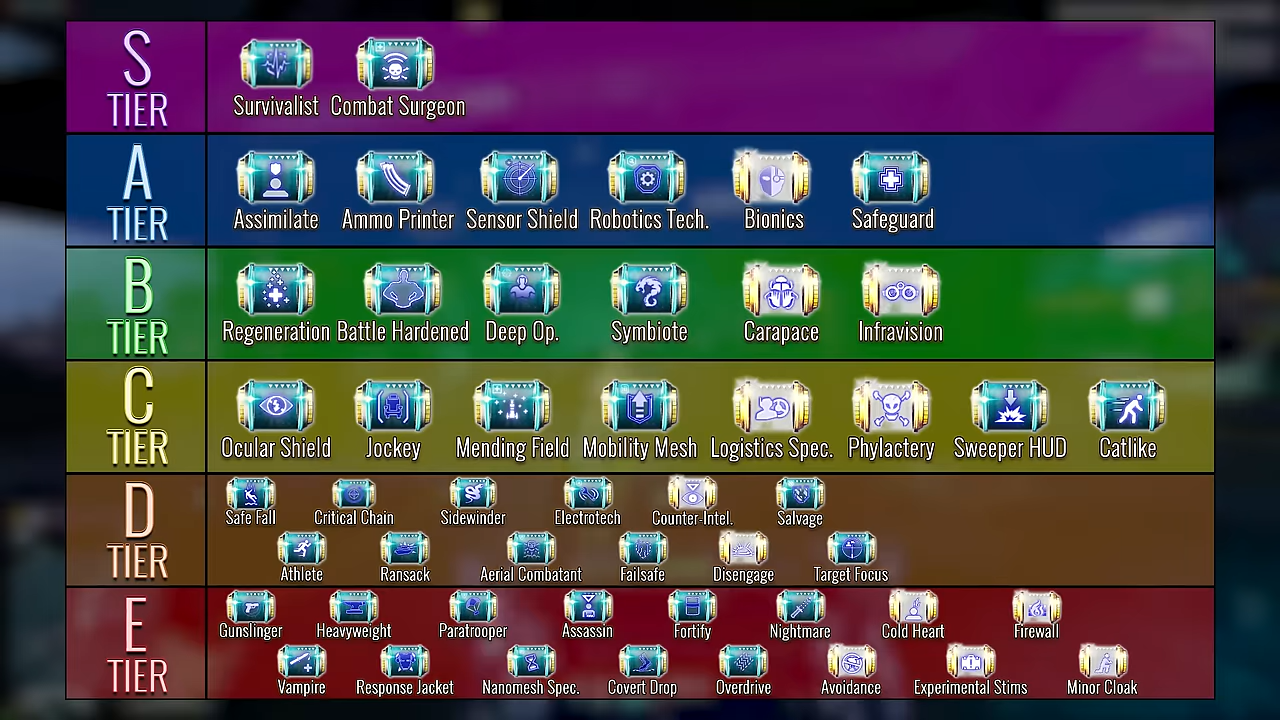 S
TIER
Survivalist Combat Surgeon
A
TIER
Assimilate Ammo Printer Sensor Shield Robotics Tech. Bionics Safeguard
B
TIER
Regeneration Battle Hardened Deep Op. Symbiote Carapace Infravision
C
TIER
Ocular Shield Jockey Mending Field Mobility Mesh Logistics Spec. Phylactery Sweeper HUD Catlike
D
TIER
Safe Fall Critical Chain Sidewinder Electrotech Counter-Intel. Salvage
Athlete Ransack Aerial Combatant Failsafe Disengage Target Focus
E
TIER
Gunslinger Heavyweight Paratrooper Assassin Fortify Nightmare Cold Heart Firewall
Vampire Response Jacket Nanomesh Spec. Covert Drop Overdrive Avoidance Experimental Stims Minor Cloak